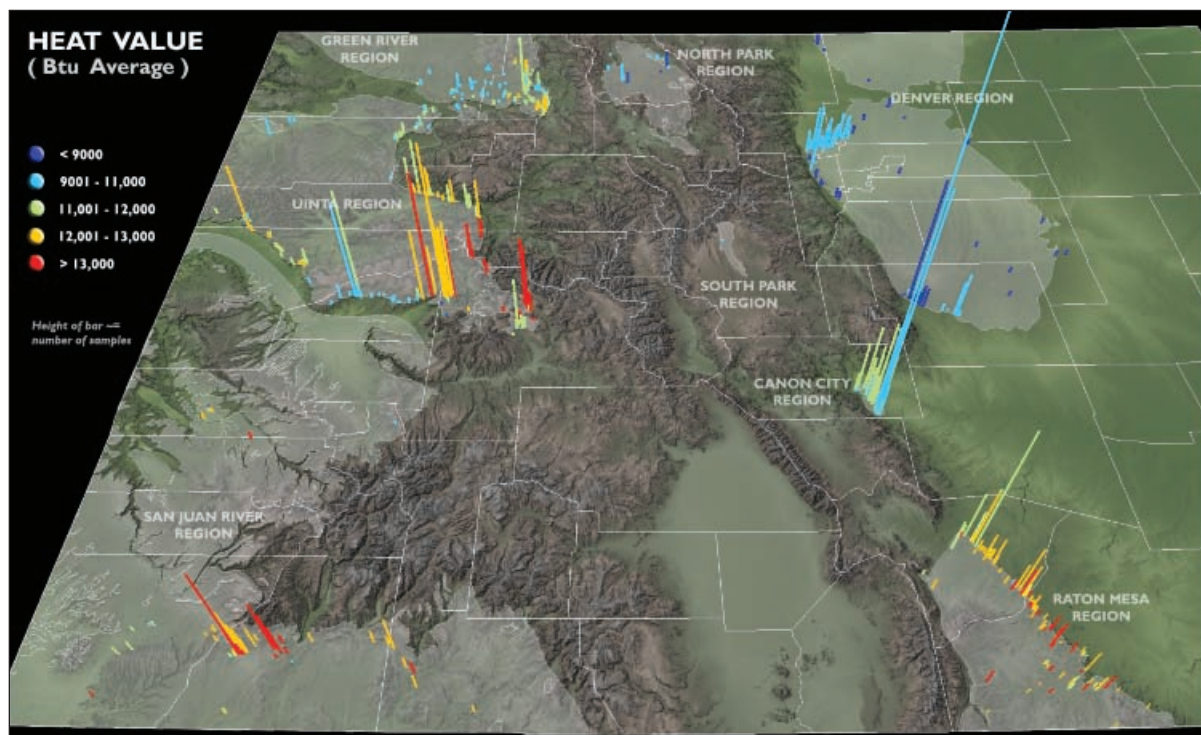 HEAT VALUE
( Btu Average )
< 9000
9001 - 11,000
11,001 - 12,000
12,001 - 13,000
> 13,000
Height of bar ~=
number of samples
GREEN RIVER
REGION
NORTH PARK
REGION
DENVER REGION
UINTA REGION
SOUTH PARK
REGION
CANON CITY
REGION
SAN JUAN RIVER
REGION
RATON MESA
REGION